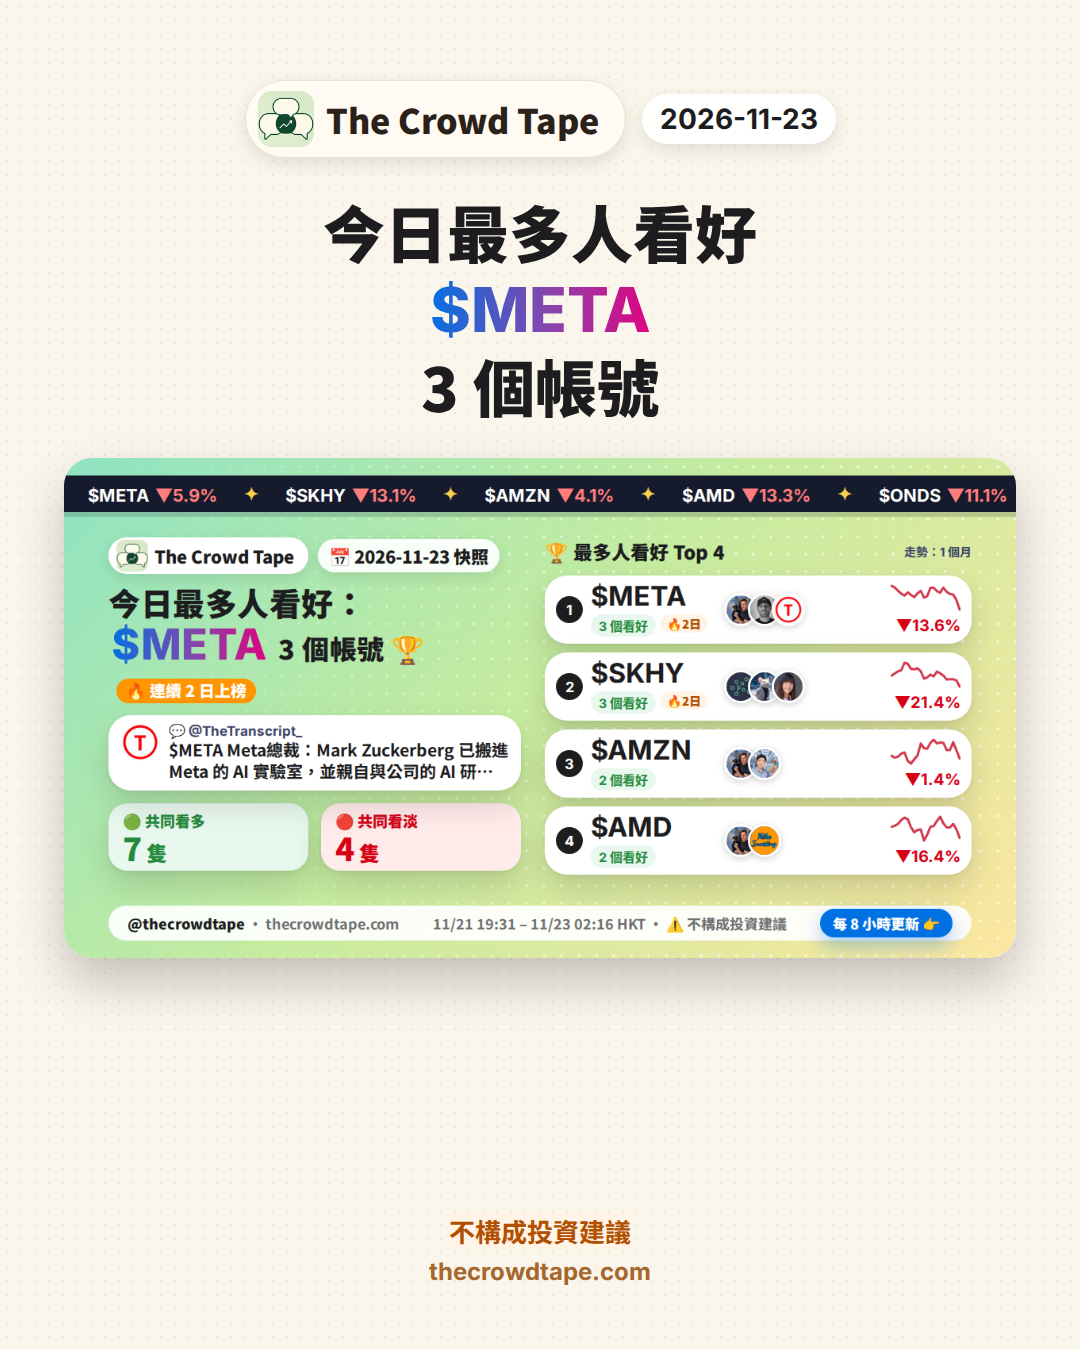 The Crowd Tape
2026-11-23
今日最多人看好
$META
3 個帳號
$META ▼5.9% ✦ $SKHY ▼13.1% ✦ $AMZN ▼4.1% ✦ $AMD ▼13.3% ✦ $ONDS ▼11.1%
The Crowd Tape
📅 2026-11-23 快照
今日最多人看好：
$META 3 個帳號 🏆
🔥 連續 2 日上榜
T
💬 @TheTranscript_
$META Meta總裁：Mark Zuckerberg 已搬進
Meta 的 AI 實驗室，並親自與公司的 AI 研…
🟢 共同看多
7 隻
🔴 共同看淡
4 隻
🏆 最多人看好 Top 4
走勢：1個月
1
$META
3 個看好 🔥2日
T
▼13.6%
2
$SKHY
3 個看好 🔥2日
▼21.4%
3
$AMZN
2 個看好
▼1.4%
4
$AMD
2 個看好
▼16.4%
@thecrowdtape • thecrowdtape.com
11/21 19:31 – 11/23 02:16 HKT • ⚠️ 不構成投資建議
每 8 小時更新 👉
不構成投資建議
thecrowdtape.com